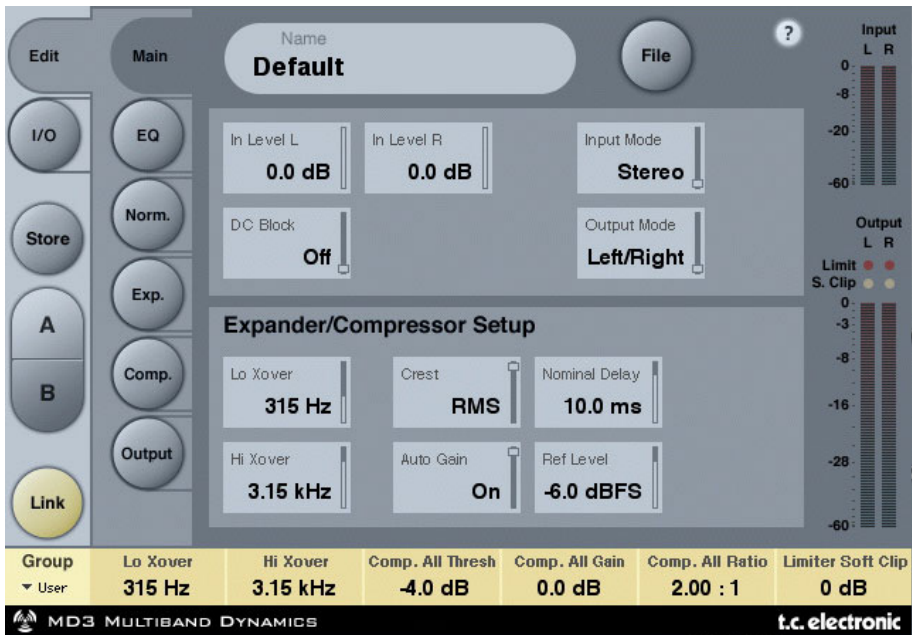 Edit
Main
Name
Default
File
?
Input
L R
0
-8
-20
-60
I/O
EQ
In Level L
0.0 dB
In Level R
0.0 dB
Input Mode
Stereo
Store
Norm.
DC Block
Off
Output Mode
Left/Right
Output
L R
Limit
S. Clip
0
-3
-8
-16
-28
-60
A
B
Exp.
Comp.
Output
Link
Expander/Compressor Setup
Lo Xover
315 Hz
Crest
RMS
Nominal Delay
10.0 ms
Hi Xover
3.15 kHz
Auto Gain
On
Ref Level
-6.0 dBFS
Group
User
Lo Xover
315 Hz
Hi Xover
3.15 kHz
Comp. All Thresh
-4.0 dB
Comp. All Gain
0.0 dB
Comp. All Ratio
2.00 : 1
Limiter Soft Clip
0 dB
MD3 MULTIBAND DYNAMICS
t.c. electronic